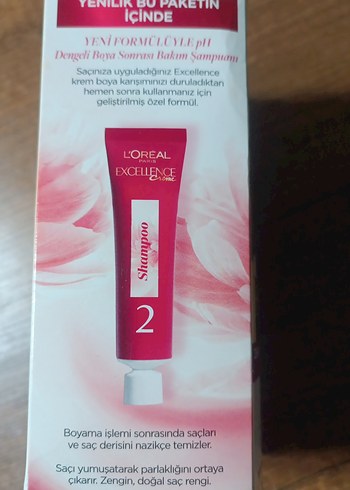 YENİLİK BU PAKETİN
İÇİNDE
YENİ FORMÜLÜYLE pH
Dengeli Boya Sonrası Bakım Şampuanı
Saçınıza uyguladığınız Excellence
krem boya karışımınızı duruladıktan
hemen sonra kullanmanız için
geliştirilmiş özel formül.
L'ORÉAL
PARIS
EXCELLENCE
Crème
Shampoo
2
Boyama işlemi sonrasında saçları
ve saç derisini nazikçe temizler.
Saçı yumuşatarak parlaklığını ortaya
çıkarır. Zengin, doğal saç rengi.